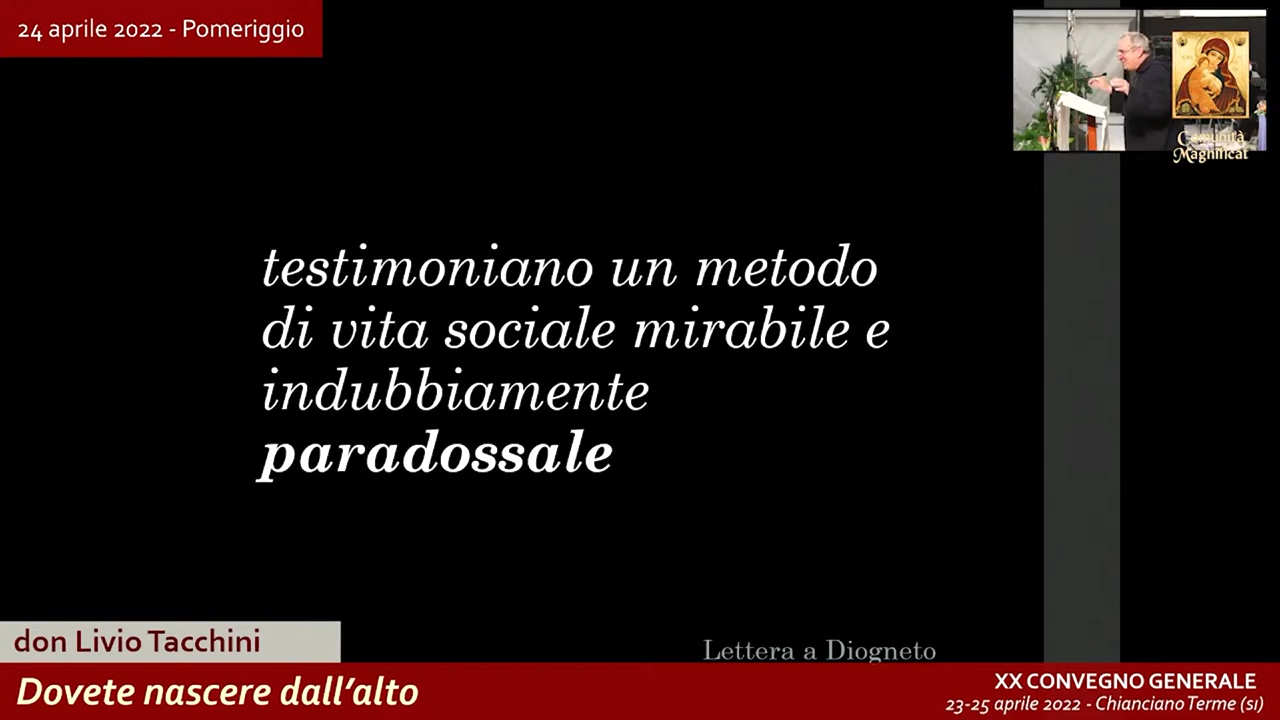 24 aprile 2022 - Pomeriggio
Comunità
Magnificat
testimoniano un metodo
di vita sociale mirabile e
indubbiamente
paradossale
Lettera a Diogneto
don Livio Tacchini
Dovete nascere dall'alto
XX CONVEGNO GENERALE
23-25 aprile 2022 - Chianciano Terme (SI)